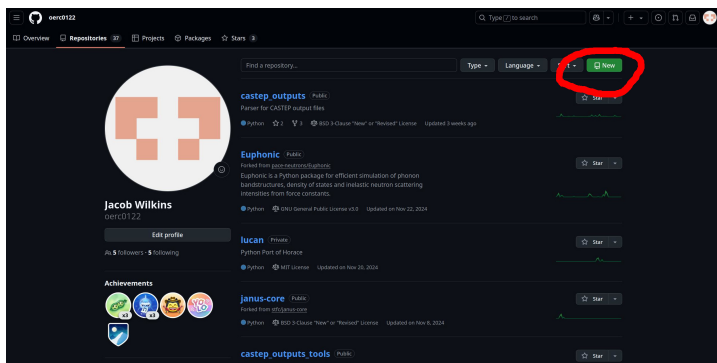 oerc0122
Type / to search
Overview
Repositories 37
Projects
Packages
Stars 3
Find a repository...
Type
Language
New
castep_outputs Public
Star
Parser for CASTEP output files
Python 2 3 BSD 3-Clause "New" or "Revised" License Updated 3 weeks ago
Euphonic Public
Star
Forked from pace-neutrons/Euphonic
Euphonic is a Python package for efficient simulation of phonon
bandstructures, density of states and inelastic neutron scattering
intensities from force constants.
Python GNU General Public License v3.0 Updated on Nov 22, 2024
Jacob Wilkins
oerc0122
Edit profile
5 followers · 5 following
Achievements
x3
x3
YOLO
lucan Private
Star
Python Port of Horace
Python MIT License Updated on Nov 20, 2024
janus-core Public
Star
Forked from stfc/janus-core
Python BSD 3-Clause "New" or "Revised" License Updated on Nov 8, 2024
castep_outputs_tools Public
Star